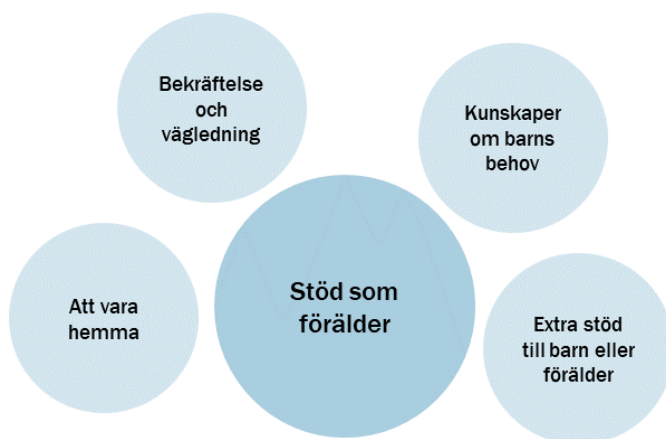 Bekräftelse
och
vägledning
Kunskaper
om barns
behov
Att vara
hemma
Stöd som
förälder
Extra stöd
till barn eller
förälder